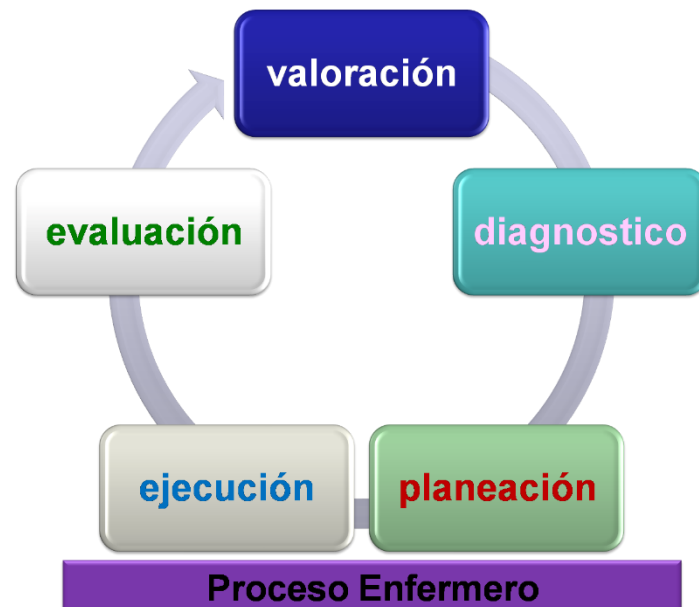 valoración
diagnostico
planeación
ejecución
evaluación
Proceso Enfermero